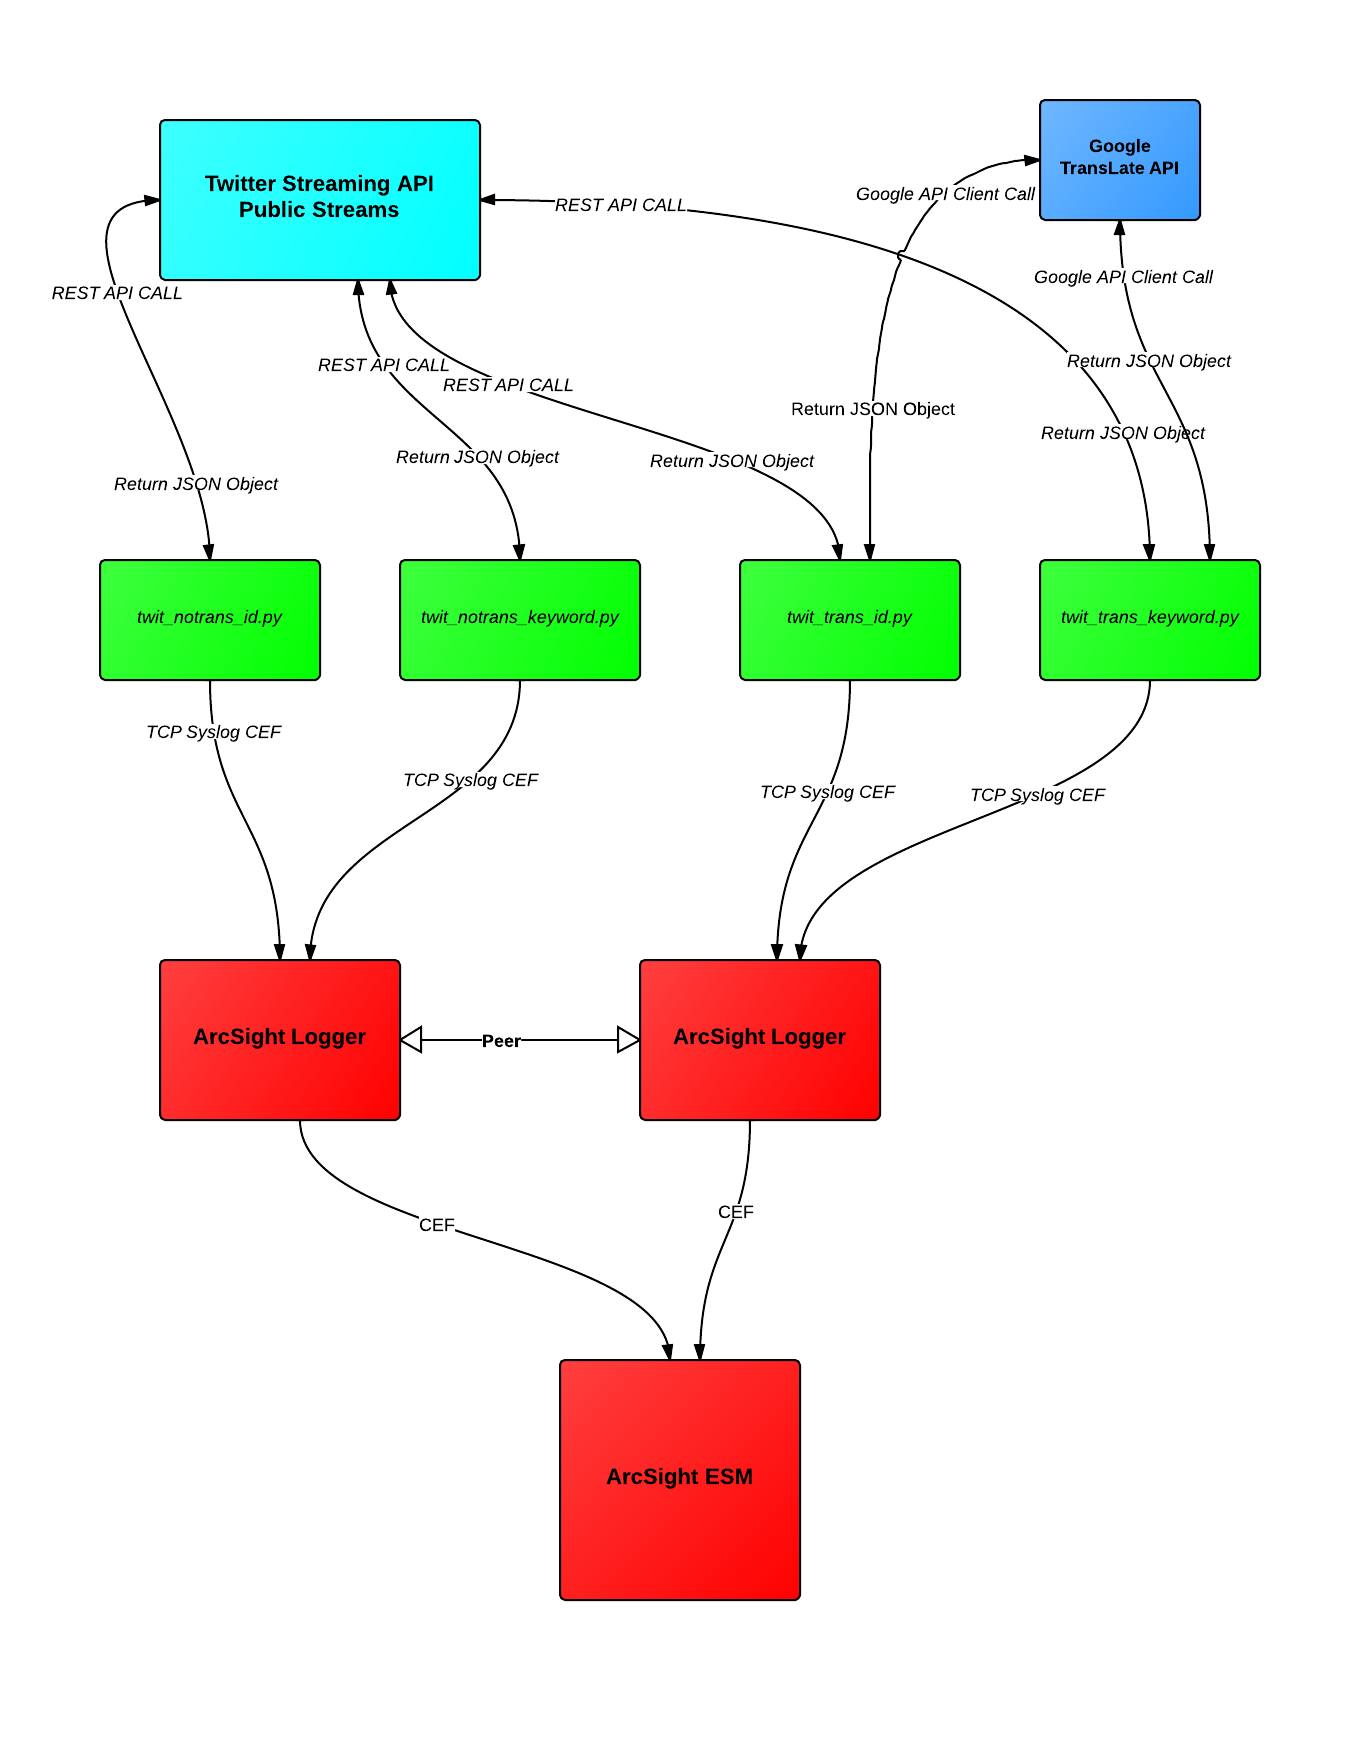 Google
TransLate API
Twitter Streaming API
Public Streams
Google API Client Call
REST API CALL
Google API Client Call
REST API CALL
Return JSON Object
REST API CALL
REST API CALL
Return JSON Object
Return JSON Object
Return JSON Object
Return JSON Object
Return JSON Object
twit_notrans_id.py
twit_notrans_keyword.py
twit_trans_id.py
twit_trans_keyword.py
TCP Syslog CEF
TCP Syslog CEF
TCP Syslog CEF
TCP Syslog CEF
ArcSight Logger
Peer
ArcSight Logger
CEF
CEF
ArcSight ESM